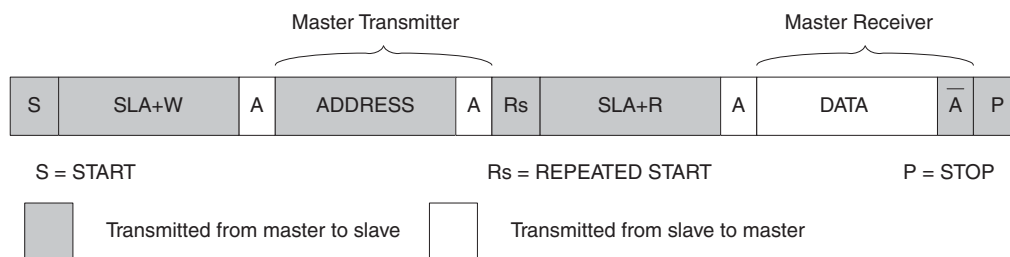 Master Transmitter Master Receiver
S SLA+W A ADDRESS A Rs SLA+R A DATA A̅ P
S = START Rs = REPEATED START P = STOP
Transmitted from master to slave Transmitted from slave to master